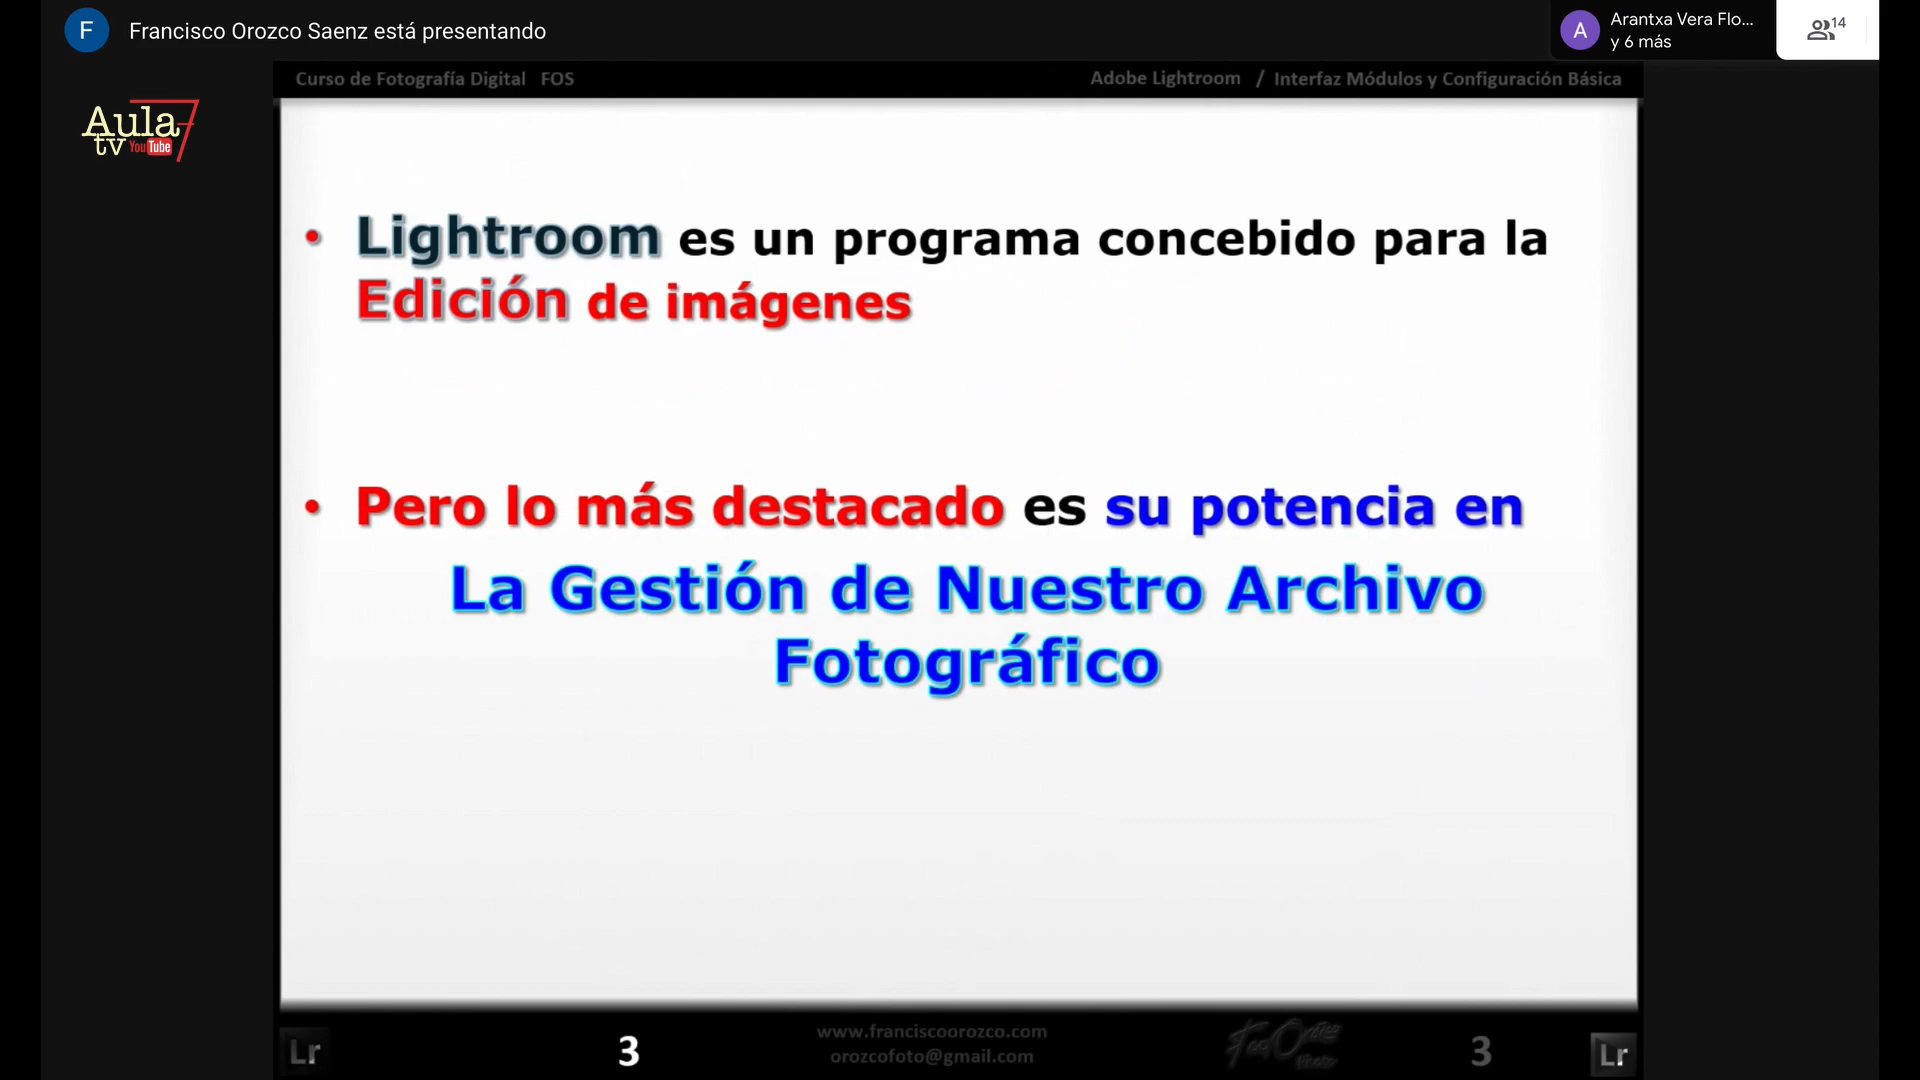 F
Francisco Orozco Saenz está presentando
A
Arantxa Vera Flo...
y 6 más
14
Curso de Fotografía Digital FOS
Adobe Lightroom / Interfaz Módulos y Configuración Básica
Aula 7
tv YouTube
• Lightroom es un programa concebido para la
Edición de imágenes
• Pero lo más destacado es su potencia en
La Gestión de Nuestro Archivo
Fotográfico
Lr
3
www.franciscoorozco.com
orozcofoto@gmail.com
3
Lr